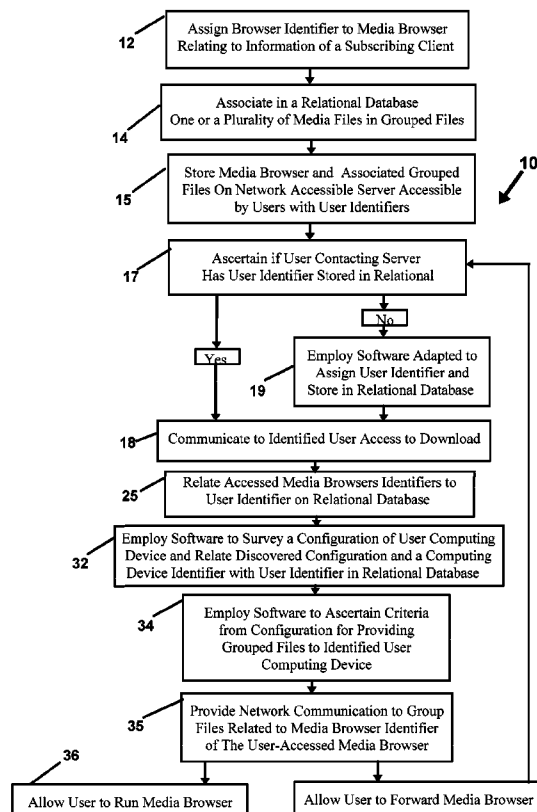 12
Assign Browser Identifier to Media Browser
Relating to Information of a Subscribing Client
14
Associate in a Relational Database
One or a Plurality of Media Files in Grouped Files
10
15
Store Media Browser and Associated Grouped
Files On Network Accessible Server Accessible
by Users with User Identifiers
17
Ascertain if User Contacting Server
Has User Identifier Stored in Relational
No
Yes
19
Employ Software Adapted to
Assign User Identifier and
Store in Relational Database
18
Communicate to Identified User Access to Download
25
Relate Accessed Media Browsers Identifiers to
User Identifier on Relational Database
32
Employ Software to Survey a Configuration of User Computing
Device and Relate Discovered Configuration and a Computing
Device Identifier with User Identifier in Relational Database
34
Employ Software to Ascertain Criteria
from Configuration for Providing
Grouped Files to Identified User
Computing Device
35
Provide Network Communication to Group
Files Related to Media Browser Identifier
of The User-Accessed Media Browser
36
Allow User to Run Media Browser
Allow User to Forward Media Browser